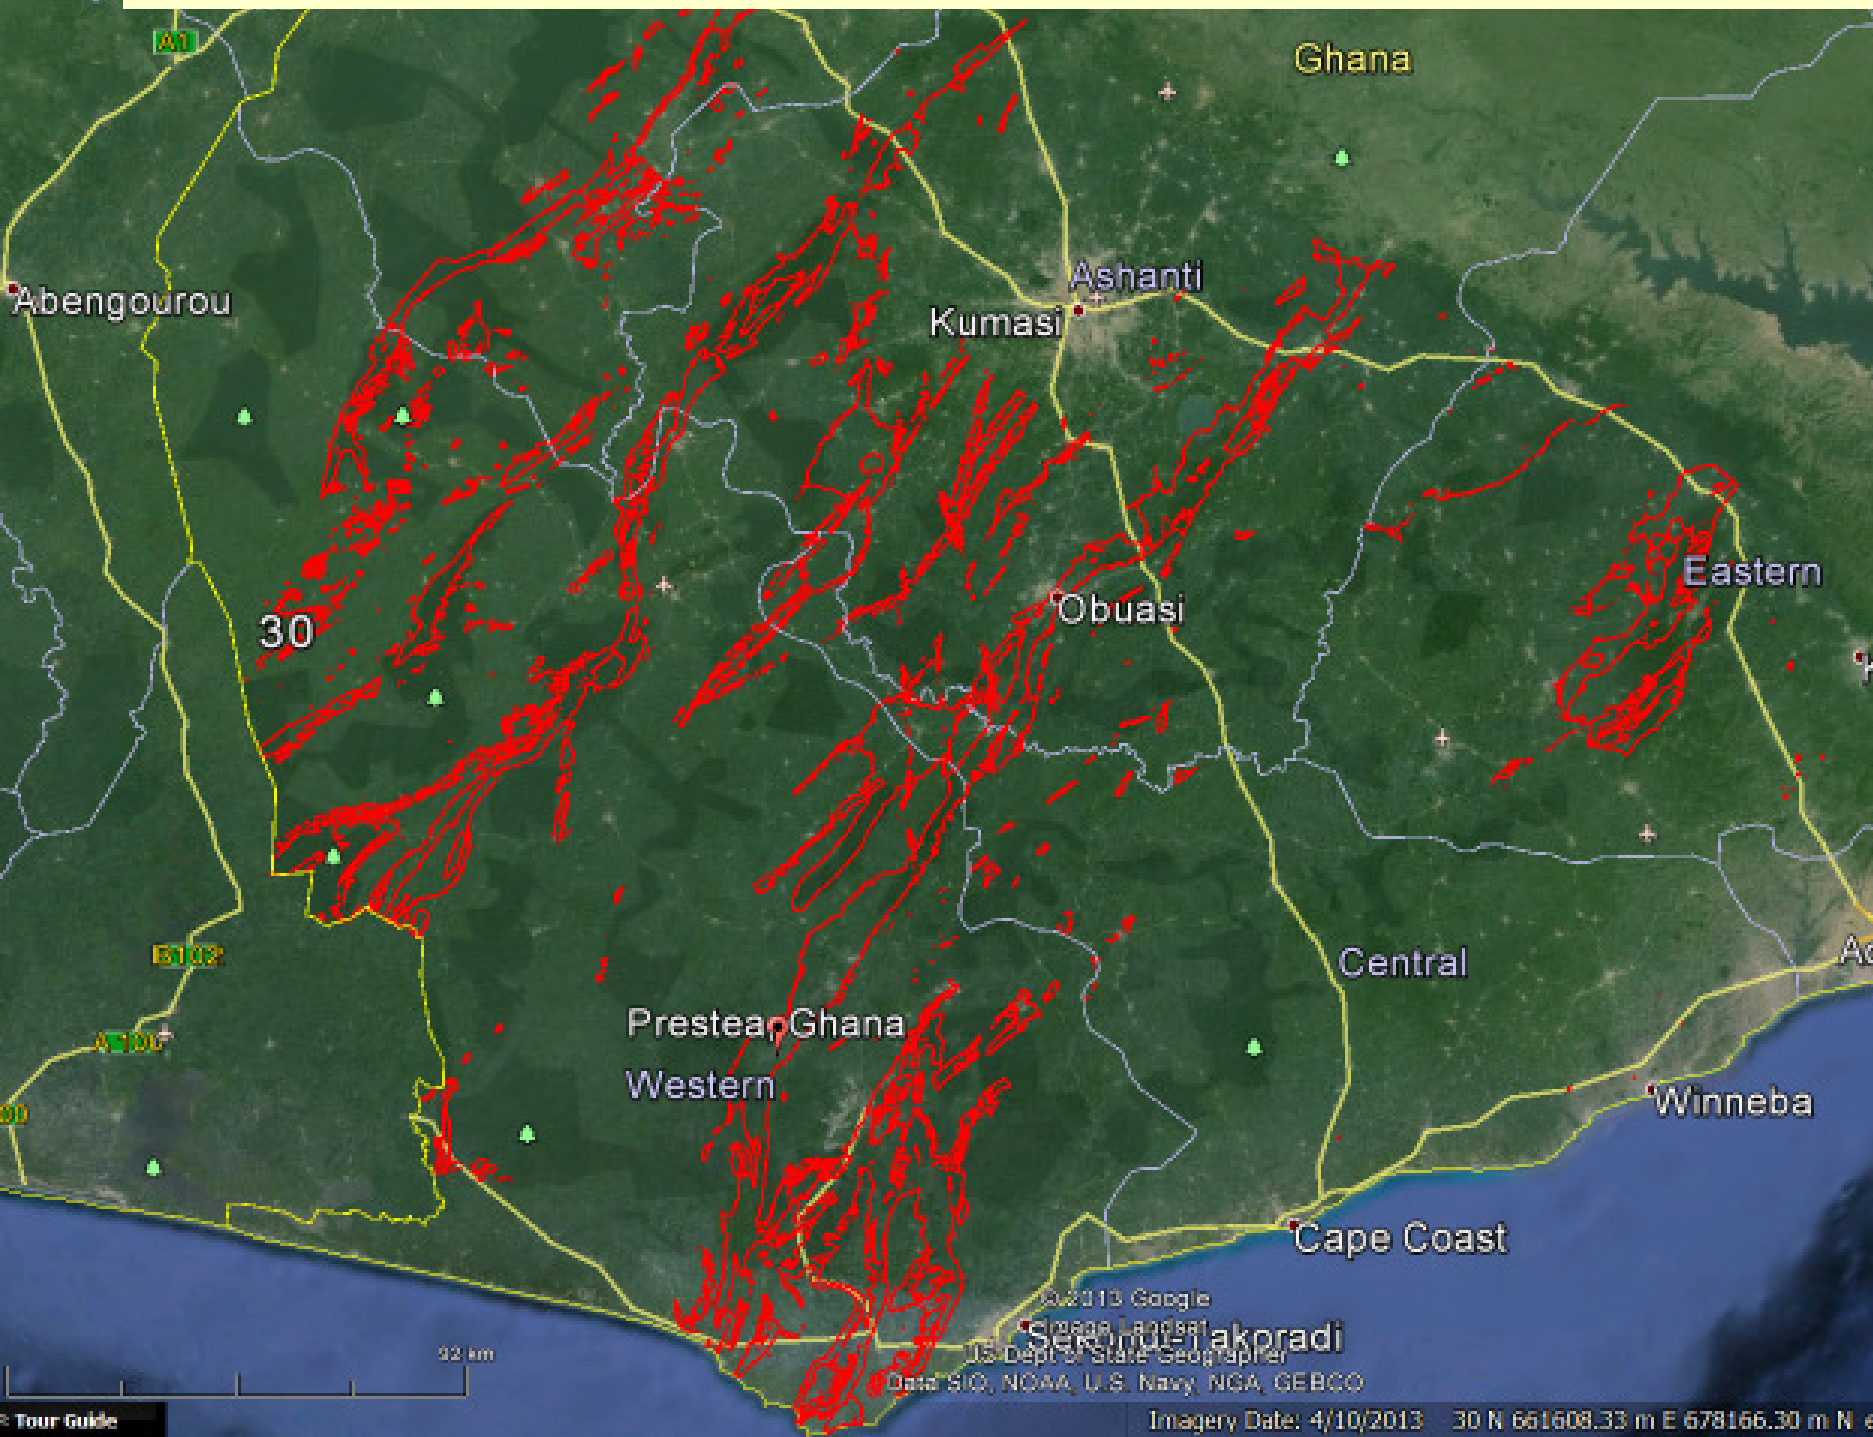 A1
Ghana
Abengourou
Ashanti
Kumasi
Eastern
30
Obuasi
B102
Central
Prestea, Ghana
A100
Western
Winneba
Cape Coast
© 2013 Google
Image Landsat
Sekondi-Takoradi
US Dept of State Geographer
Data SIO, NOAA, U.S. Navy, NGA, GEBCO
92 km
Tour Guide
Imagery Date: 4/10/2013 30 N 661608.33 m E 678166.30 m N